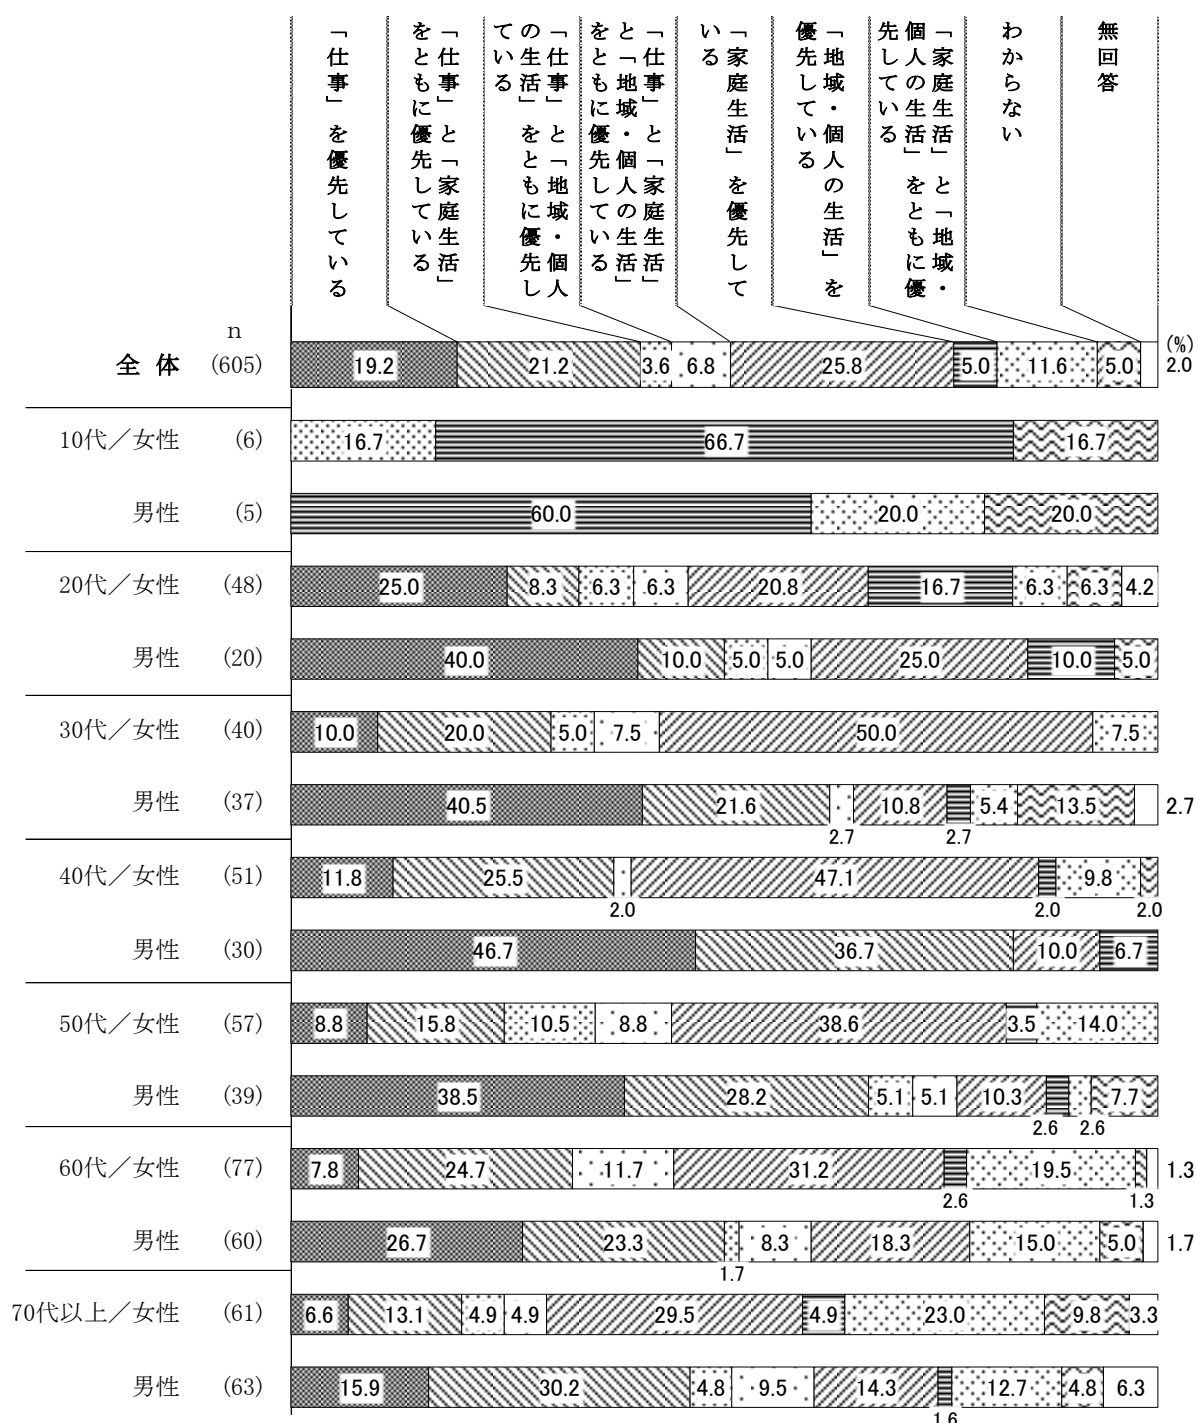 「仕事」を優先している
「仕事」と「家庭生活」
をともに優先している
「仕事」と「地域・個人
の生活」をともに優先し
ている
「仕事」と「家庭生活」
と「地域・個人の生活」
をともに優先している
「家庭生活」を優先して
いる
「地域・個人の生活」を
優先している
「家庭生活」と「地域・
個人の生活」をともに優
先している
わからない
無回答
n
(%)
全 体 (605) 19.2 21.2 3.6 6.8 25.8 5.0 11.6 5.0 2.0
10代／女性 (6) 16.7 66.7 16.7
男性 (5) 60.0 20.0 20.0
20代／女性 (48) 25.0 8.3 6.3 6.3 20.8 16.7 6.3 6.3 4.2
男性 (20) 40.0 10.0 5.0 5.0 25.0 10.0 5.0
30代／女性 (40) 10.0 20.0 5.0 7.5 50.0 7.5
男性 (37) 40.5 21.6 10.8 5.4 13.5 2.7
2.7 2.7
40代／女性 (51) 11.8 25.5 47.1 9.8
2.0 2.0 2.0
男性 (30) 46.7 36.7 10.0 6.7
50代／女性 (57) 8.8 15.8 10.5 8.8 38.6 3.5 14.0
男性 (39) 38.5 28.2 5.1 5.1 10.3 7.7
2.6 2.6
60代／女性 (77) 7.8 24.7 11.7 31.2 19.5 1.3
2.6 1.3
男性 (60) 26.7 23.3 8.3 18.3 15.0 5.0 1.7
1.7
70代以上／女性 (61) 6.6 13.1 4.9 4.9 29.5 4.9 23.0 9.8 3.3
男性 (63) 15.9 30.2 4.8 9.5 14.3 12.7 4.8 6.3
1.6